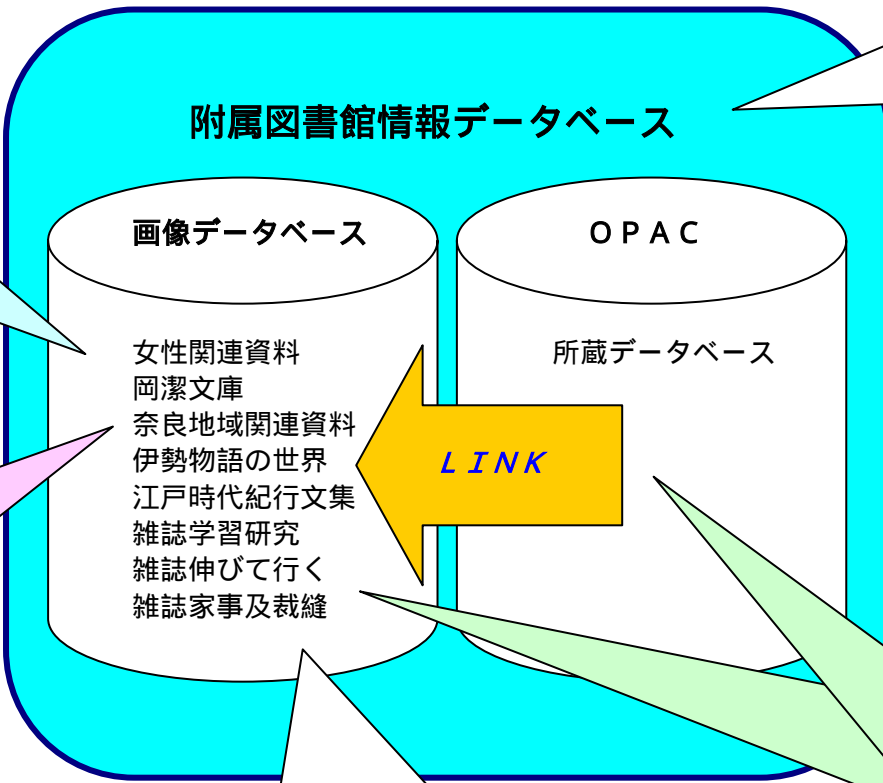 附属図書館情報データベース
画像データベース
女性関連資料
岡潔文庫
奈良地域関連資料
伊勢物語の世界
江戸時代紀行文集
雑誌学習研究
雑誌伸びて行く
雑誌家事及裁縫
ＯＰＡＣ
所蔵データベース
ＬＩＮＫ